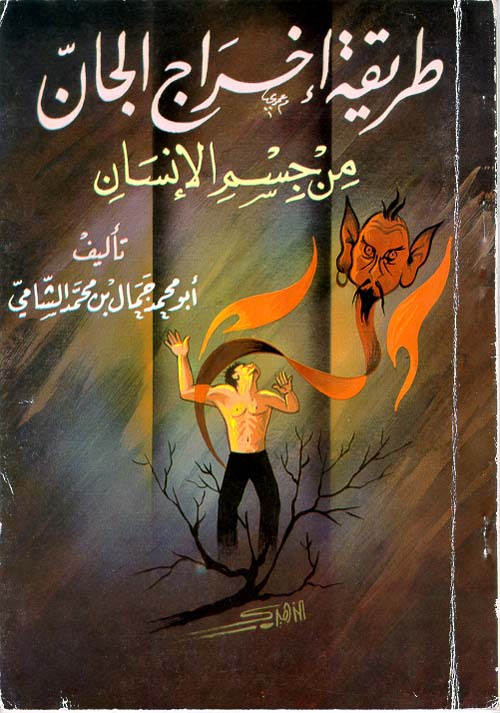 طريقة إخراج الجانّ
من جسم الإنسان
تأليف
أبو محمد جمال بن محمد الشامي